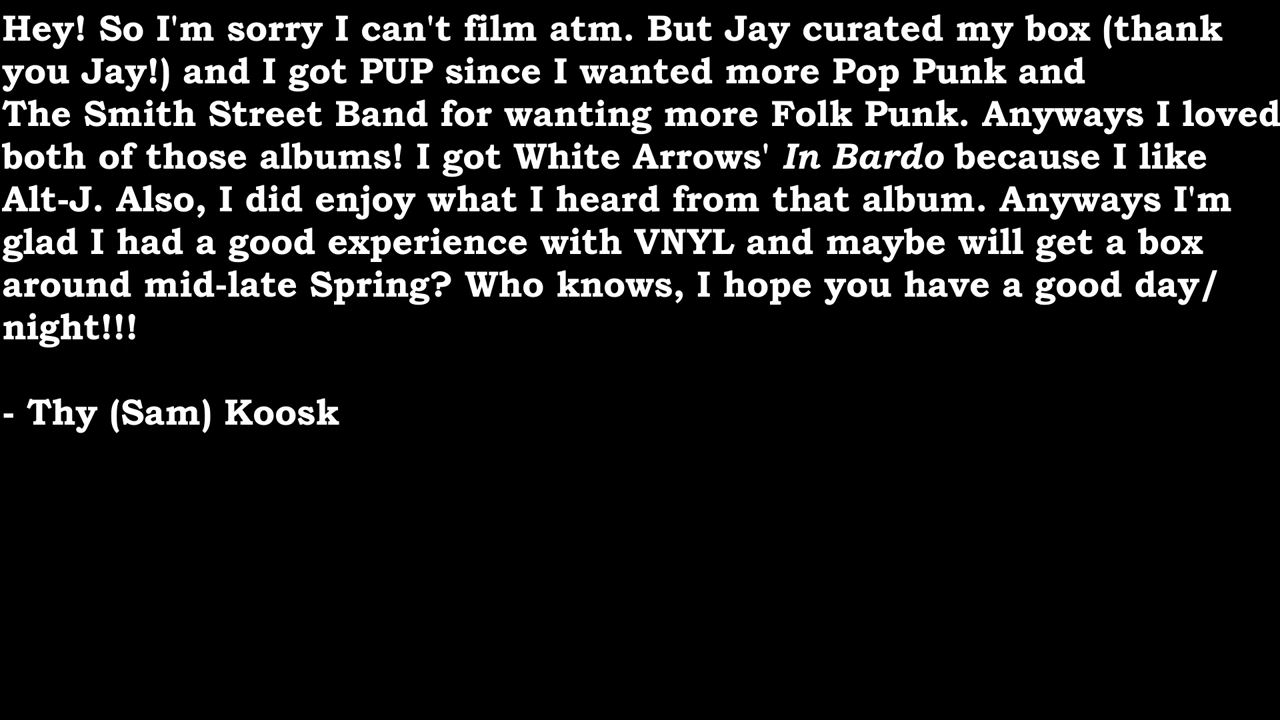 Hey! So I'm sorry I can't film atm. But Jay curated my box (thank
you Jay!) and I got PUP since I wanted more Pop Punk and
The Smith Street Band for wanting more Folk Punk. Anyways I loved
both of those albums! I got White Arrows' In Bardo because I like
Alt-J. Also, I did enjoy what I heard from that album. Anyways I'm
glad I had a good experience with VNYL and maybe will get a box
around mid-late Spring? Who knows, I hope you have a good day/
night!!!
- Thy (Sam) Koosk